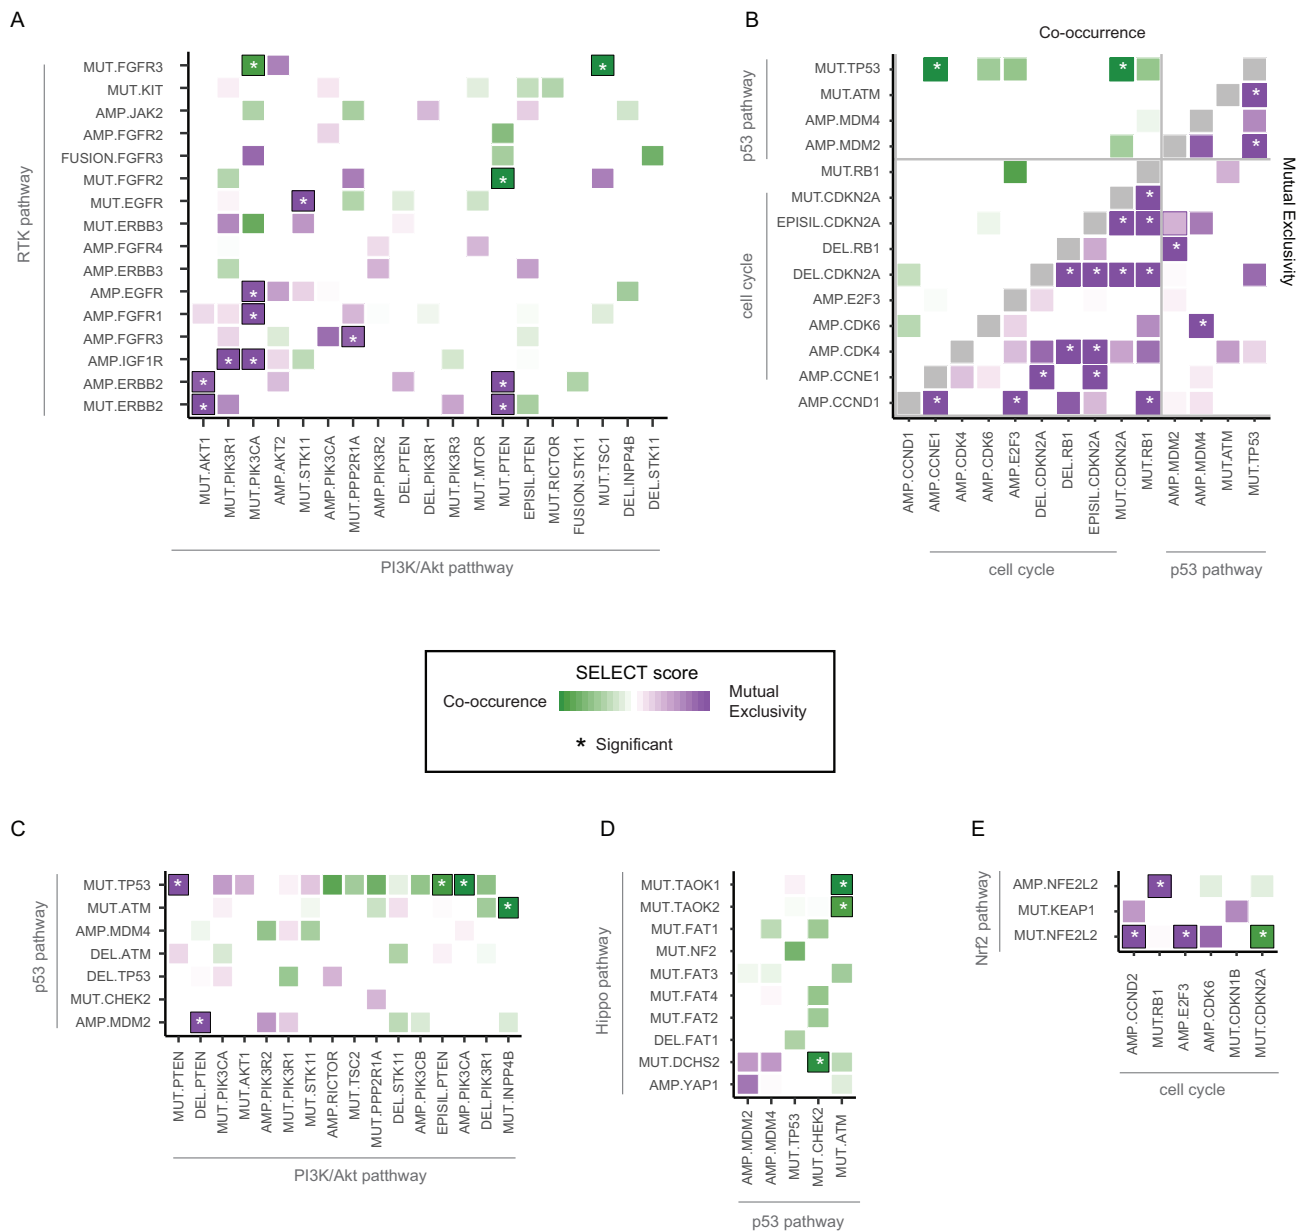 A
RTK pathway
MUT.FGFR3
MUT.KIT
AMP.JAK2
AMP.FGFR2
FUSION.FGFR3
MUT.FGFR2
MUT.EGFR
MUT.ERBB3
AMP.FGFR4
AMP.ERBB3
AMP.EGFR
AMP.FGFR1
AMP.FGFR3
AMP.IGF1R
AMP.ERBB2
MUT.ERBB2
MUT.AKT1
MUT.PIK3R1
MUT.PIK3CA
AMP.AKT2
MUT.STK11
AMP.PIK3CA
MUT.PPP2R1A
AMP.PIK3R2
DEL.PTEN
DEL.PIK3R1
MUT.PIK3R3
MUT.MTOR
MUT.PTEN
EPISIL.PTEN
MUT.RICTOR
FUSION.STK11
MUT.TSC1
DEL.INPP4B
DEL.STK11
PI3K/Akt patthway
B
Co-occurrence
Mutual Exclusivity
p53 pathway
cell cycle
MUT.TP53
MUT.ATM
AMP.MDM4
AMP.MDM2
MUT.RB1
MUT.CDKN2A
EPISIL.CDKN2A
DEL.RB1
DEL.CDKN2A
AMP.E2F3
AMP.CDK6
AMP.CDK4
AMP.CCNE1
AMP.CCND1
AMP.CCND1
AMP.CCNE1
AMP.CDK4
AMP.CDK6
AMP.E2F3
DEL.CDKN2A
DEL.RB1
EPISIL.CDKN2A
MUT.CDKN2A
MUT.RB1
AMP.MDM2
AMP.MDM4
MUT.ATM
MUT.TP53
cell cycle
p53 pathway
SELECT score
Co-occurence
Mutual
Exclusivity
* Significant
C
p53 pathway
MUT.TP53
MUT.ATM
AMP.MDM4
DEL.ATM
DEL.TP53
MUT.CHEK2
AMP.MDM2
MUT.PTEN
DEL.PTEN
MUT.PIK3CA
MUT.AKT1
AMP.PIK3R2
MUT.PIK3R1
MUT.STK11
AMP.RICTOR
MUT.TSC2
MUT.PPP2R1A
DEL.STK11
AMP.PIK3CB
EPISIL.PTEN
AMP.PIK3CA
DEL.PIK3R1
MUT.INPP4B
PI3K/Akt patthway
D
Hippo pathway
MUT.TAOK1
MUT.TAOK2
MUT.FAT1
MUT.NF2
MUT.FAT3
MUT.FAT4
MUT.FAT2
DEL.FAT1
MUT.DCHS2
AMP.YAP1
AMP.MDM2
AMP.MDM4
MUT.TP53
MUT.CHEK2
MUT.ATM
p53 pathway
E
Nrf2 pathway
AMP.NFE2L2
MUT.KEAP1
MUT.NFE2L2
AMP.CCND2
MUT.RB1
AMP.E2F3
AMP.CDK6
MUT.CDKN1B
MUT.CDKN2A
cell cycle